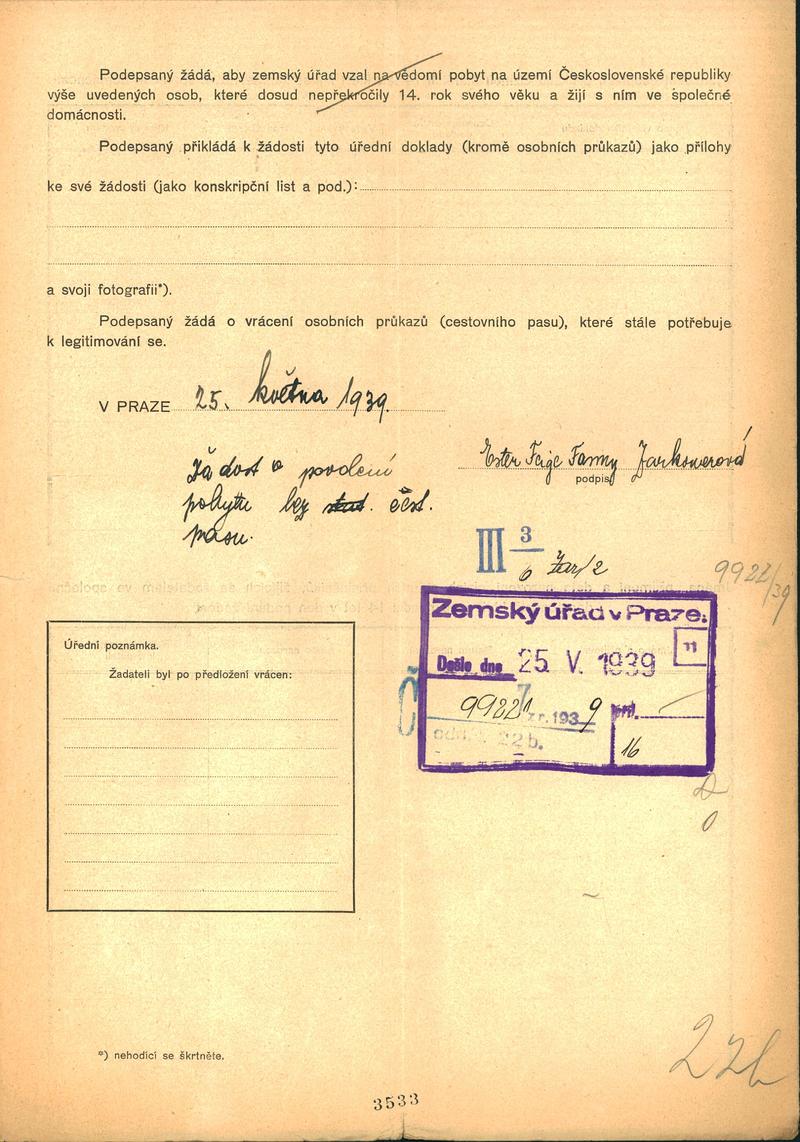 Podepsaný žádá, aby zemský úřad vzal na vědomí pobyt na území Československé republiky
výše uvedených osob, které dosud nepřekročily 14. rok svého věku a žijí s ním ve společné
domácnosti.
Podepsaný přikládá k žádosti tyto úřední doklady (kromě osobních průkazů) jako přílohy
ke své žádosti (jako konskripční list a pod.):
a svoji fotografii*).
Podepsaný žádá o vrácení osobních průkazů (cestovního pasu), které stále potřebuje
k legitimování se.
V PRAZE 25. května 1939.
Ester Feige Fanny Jarkowerová
podpis
Žádost o povolení
pobytu bez čsl.
pasu.
III 3
6 Jar/2
9922/39
Zemský úřad v Praze.
Došlo dne 25. V. 1939
11
9922 z r. 1939 příl.
22 b.
16
Úřední poznámka.
Žadateli byl po předložení vrácen:
*) nehodící se škrtněte.
22b
3533